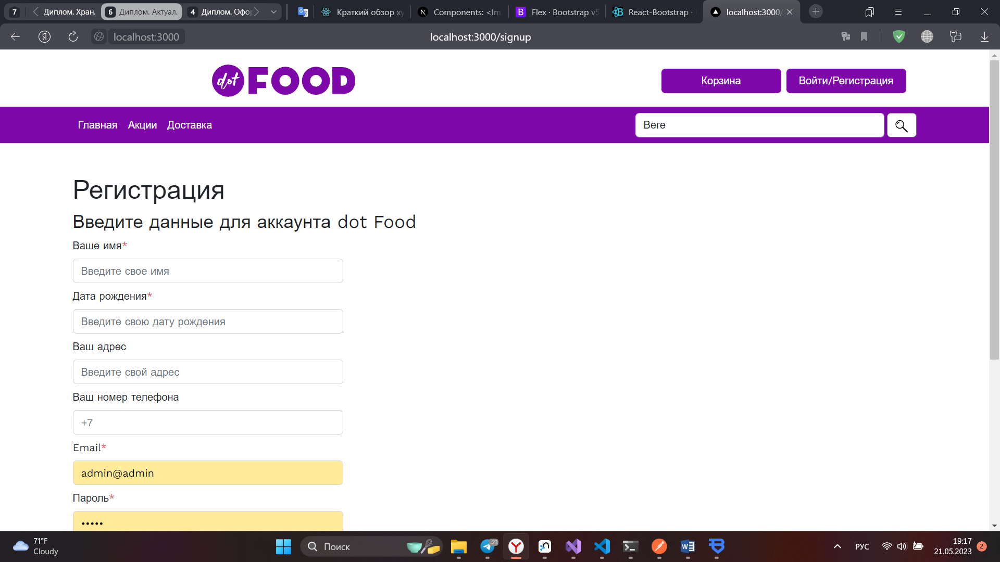 7 Диплом. Хран. 6 Диплом. Актуал. 4 Диплом. Офор Краткий обзор ху Components: <Im Flex · Bootstrap v5 React-Bootstrap · localhost:3000/
Я localhost:3000 localhost:3000/signup
dot FOOD Корзина Войти/Регистрация
Главная Акции Доставка Веге
Регистрация
Введите данные для аккаунта dot Food
Ваше имя*
Введите свое имя
Дата рождения*
Введите свою дату рождения
Ваш адрес
Введите свой адрес
Ваш номер телефона
+7
Email*
admin@admin
Пароль*
•••••
71°F
Cloudy
Поиск
..23
РУС
19:17
21.05.2023
2